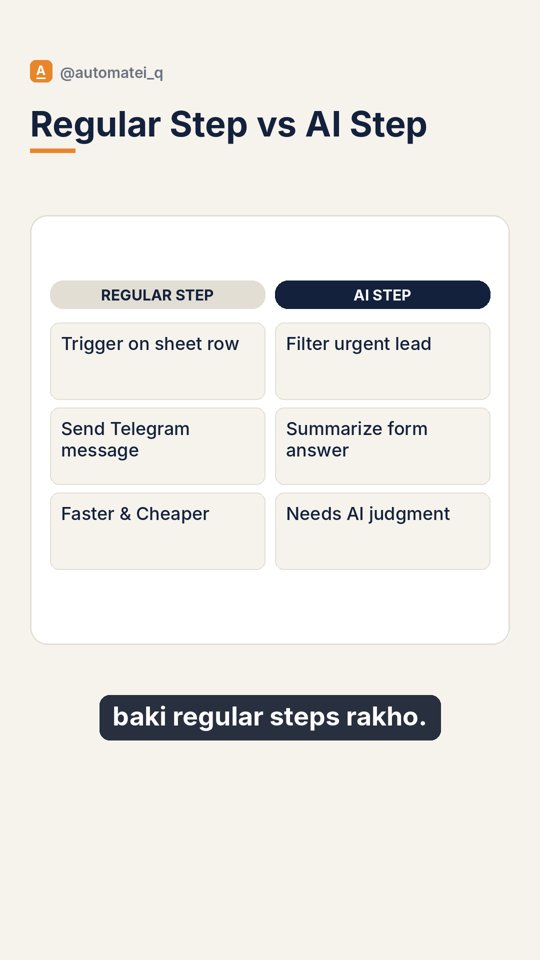 A @automatei_q
Regular Step vs AI Step
REGULAR STEP
AI STEP
Trigger on sheet row
Filter urgent lead
Send Telegram
message
Summarize form
answer
Faster & Cheaper
Needs AI judgment
baki regular steps rakho.